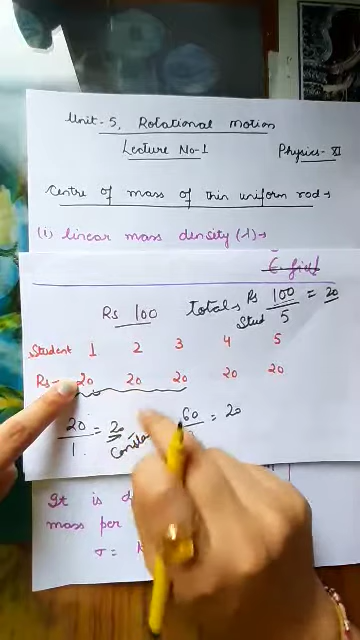 Unit-5, Rotational motion
Lecture No-1 Physics-XI
Centre of mass of thin uniform rod→
(i) linear mass density (λ)→
E-field
Rs 100 Total→ Rs 100/5 = 20
Stud
Student 1 2 3 4 5
Rs→ 20 20 20 20 20
20/1 = 20 60 = 20
It is d
mass per
σ =